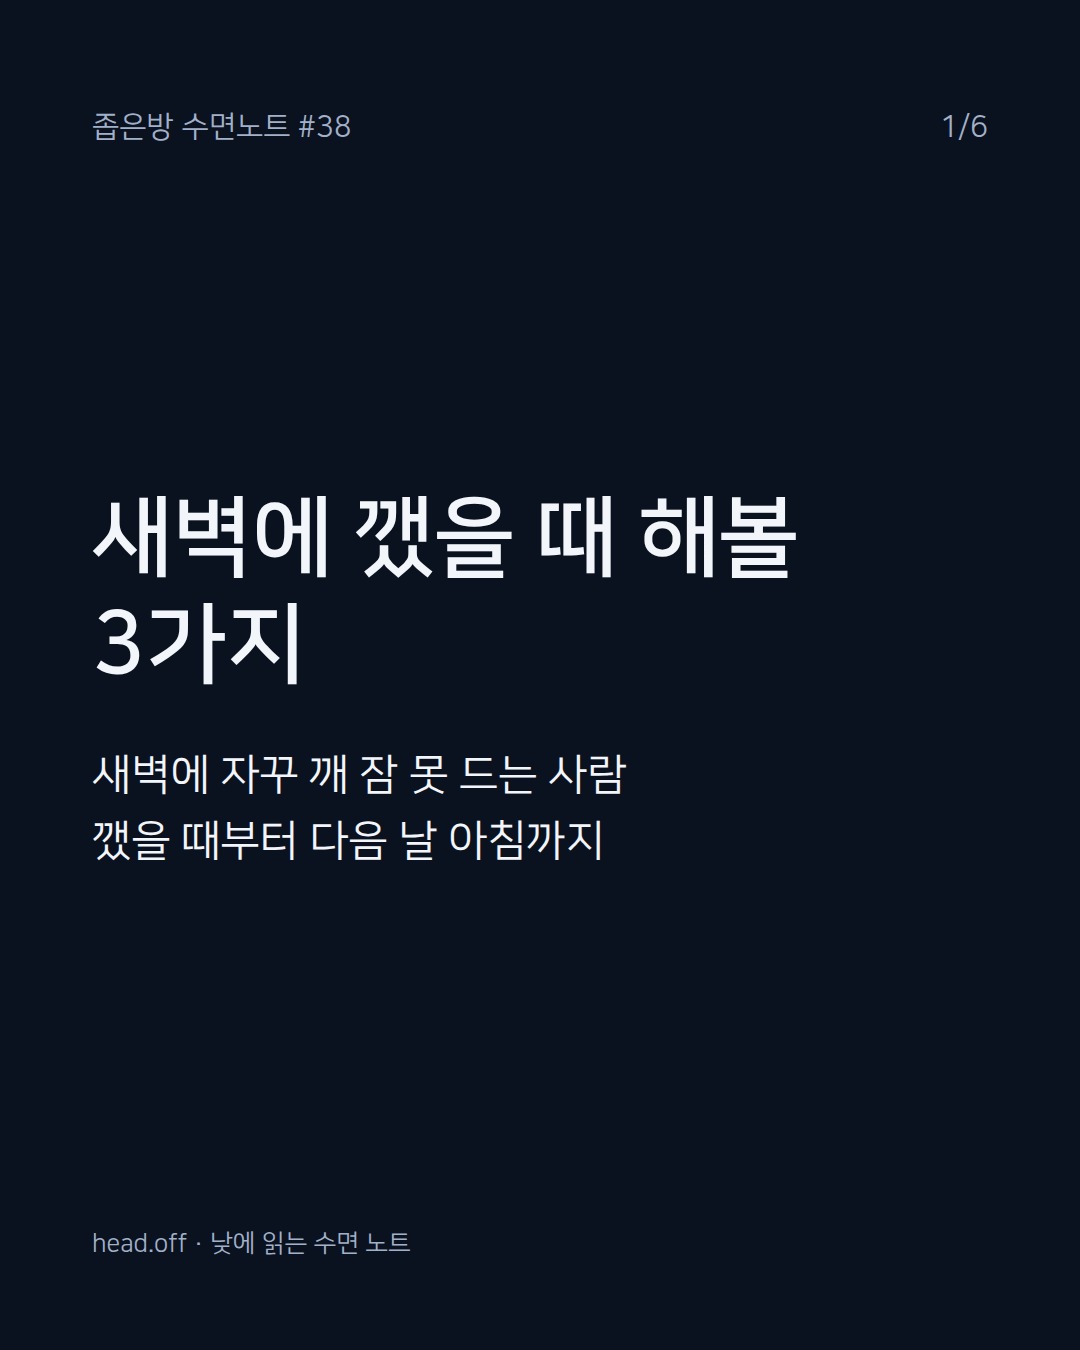 좁은방 수면노트 #38
1/6
새벽에 깼을 때 해볼
3가지
새벽에 자꾸 깨 잠 못 드는 사람
깼을 때부터 다음 날 아침까지
head.off · 낮에 읽는 수면 노트